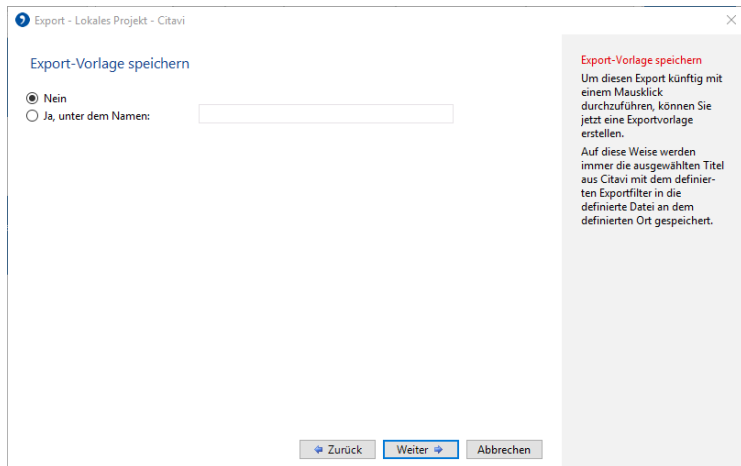 Export - Lokales Projekt - Citavi
Export-Vorlage speichern
Nein
Ja, unter dem Namen:
Export-Vorlage speichern
Um diesen Export künftig mit
einem Mausklick
durchzuführen, können Sie
jetzt eine Exportvorlage
erstellen.
Auf diese Weise werden
immer die ausgewählten Titel
aus Citavi mit dem definier-
ten Exportfilter in die
definierte Datei an dem
definierten Ort gespeichert.
Zurück Weiter Abbrechen